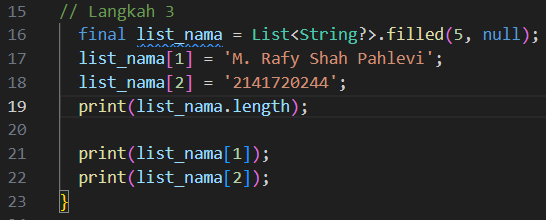 15 // Langkah 3
16 final list_nama = List<String?>.filled(5, null);
17 list_nama[1] = 'M. Rafy Shah Pahlevi';
18 list_nama[2] = '2141720244';
19 print(list_nama.length);
20
21 print(list_nama[1]);
22 print(list_nama[2]);
23 }